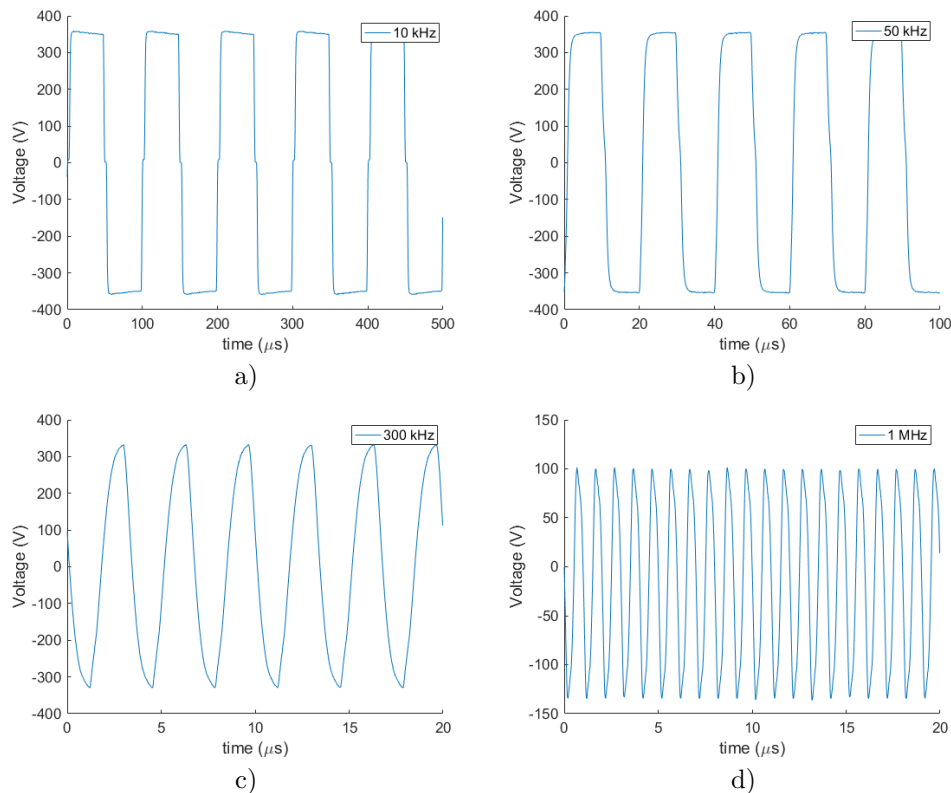 10 kHz
Voltage (V)
400
300
200
100
0
-100
-200
-300
-400
0 100 200 300 400 500
time (μs)
a)
50 kHz
Voltage (V)
400
300
200
100
0
-100
-200
-300
-400
0 20 40 60 80 100
time (μs)
b)
300 kHz
Voltage (V)
400
300
200
100
0
-100
-200
-300
-400
0 5 10 15 20
time (μs)
c)
1 MHz
Voltage (V)
150
100
50
0
-50
-100
-150
0 5 10 15 20
time (μs)
d)